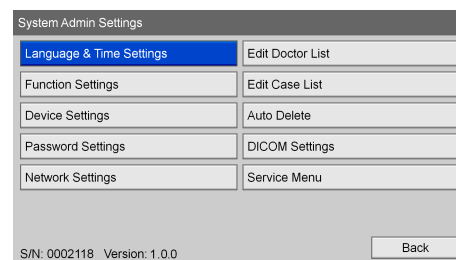 System Admin Settings
Language & Time Settings
Edit Doctor List
Function Settings
Edit Case List
Device Settings
Auto Delete
Password Settings
DICOM Settings
Network Settings
Service Menu
S/N: 0002118 Version: 1.0.0
Back